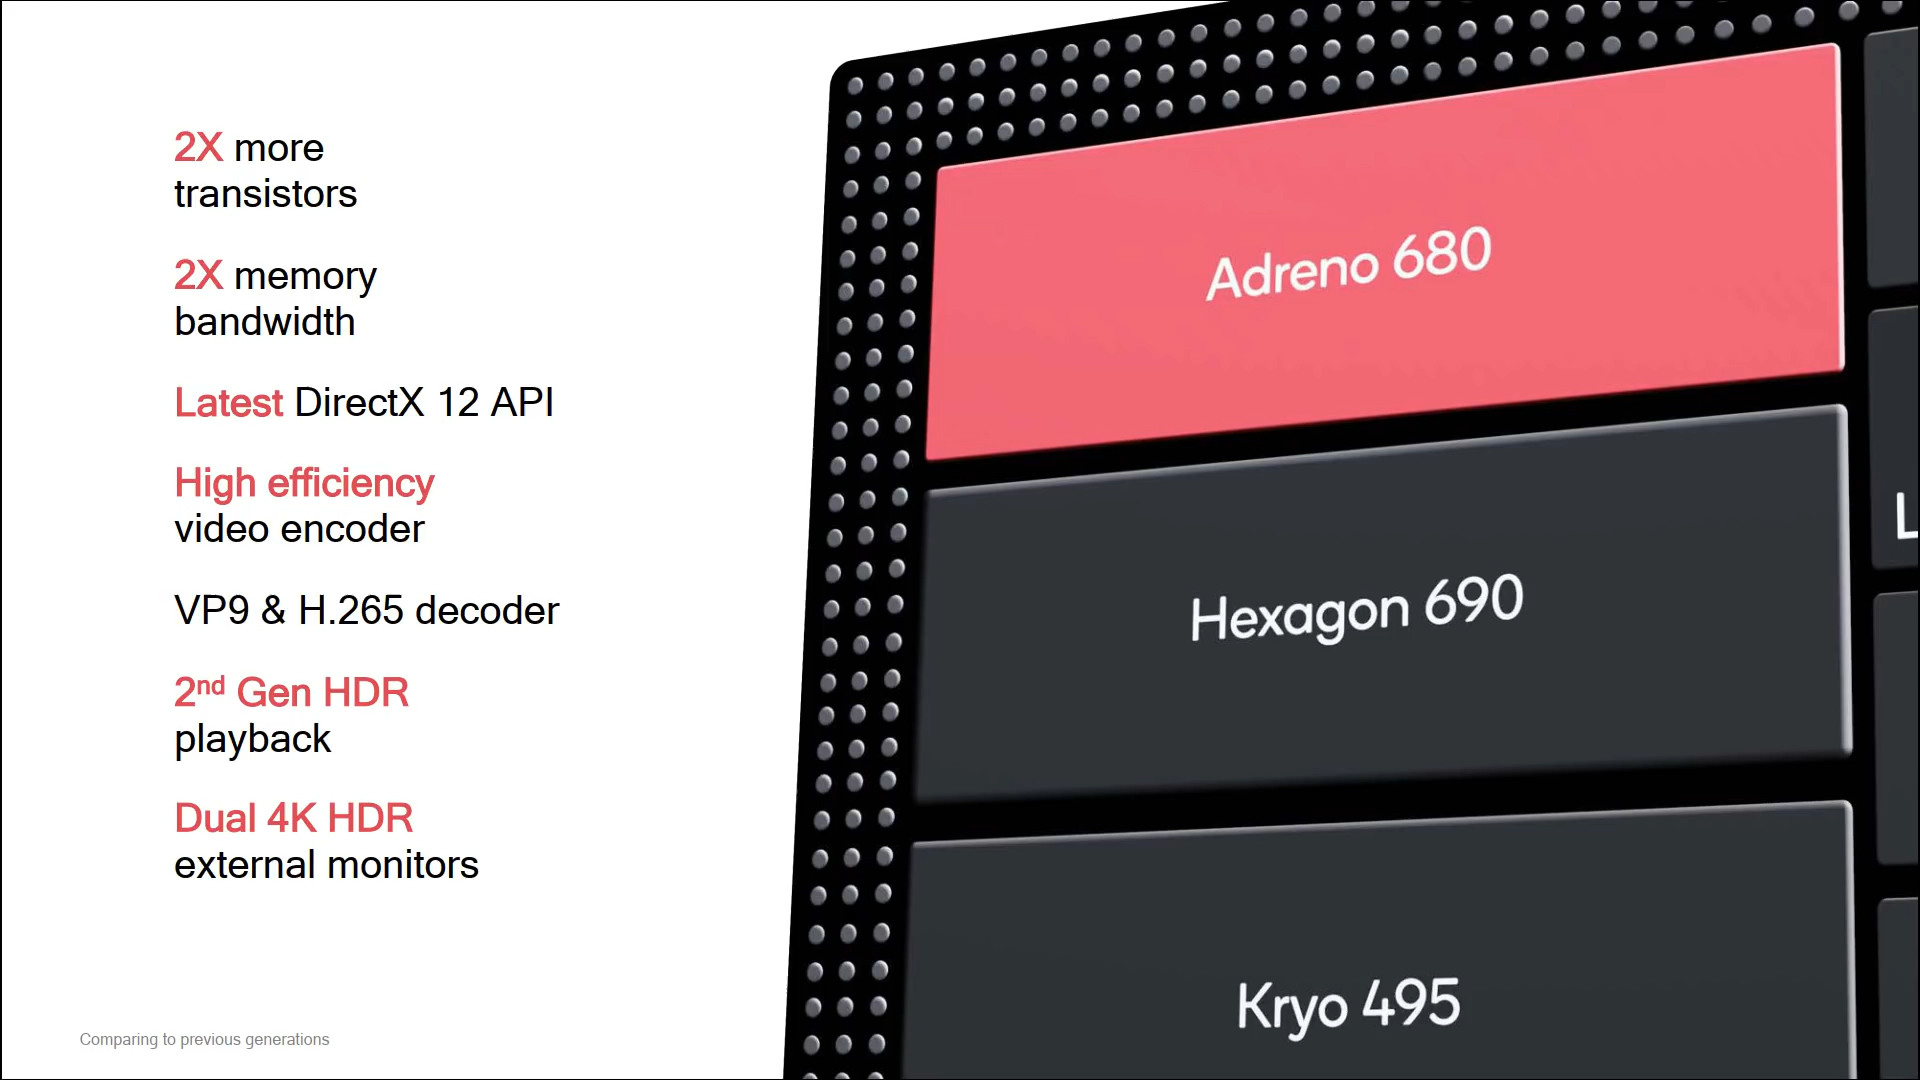 2X more
transistors
2X memory
bandwidth
Latest DirectX 12 API
High efficiency
video encoder
VP9 & H.265 decoder
2nd Gen HDR
playback
Dual 4K HDR
external monitors
Comparing to previous generations
Adreno 680
Hexagon 690
Kryo 495
L